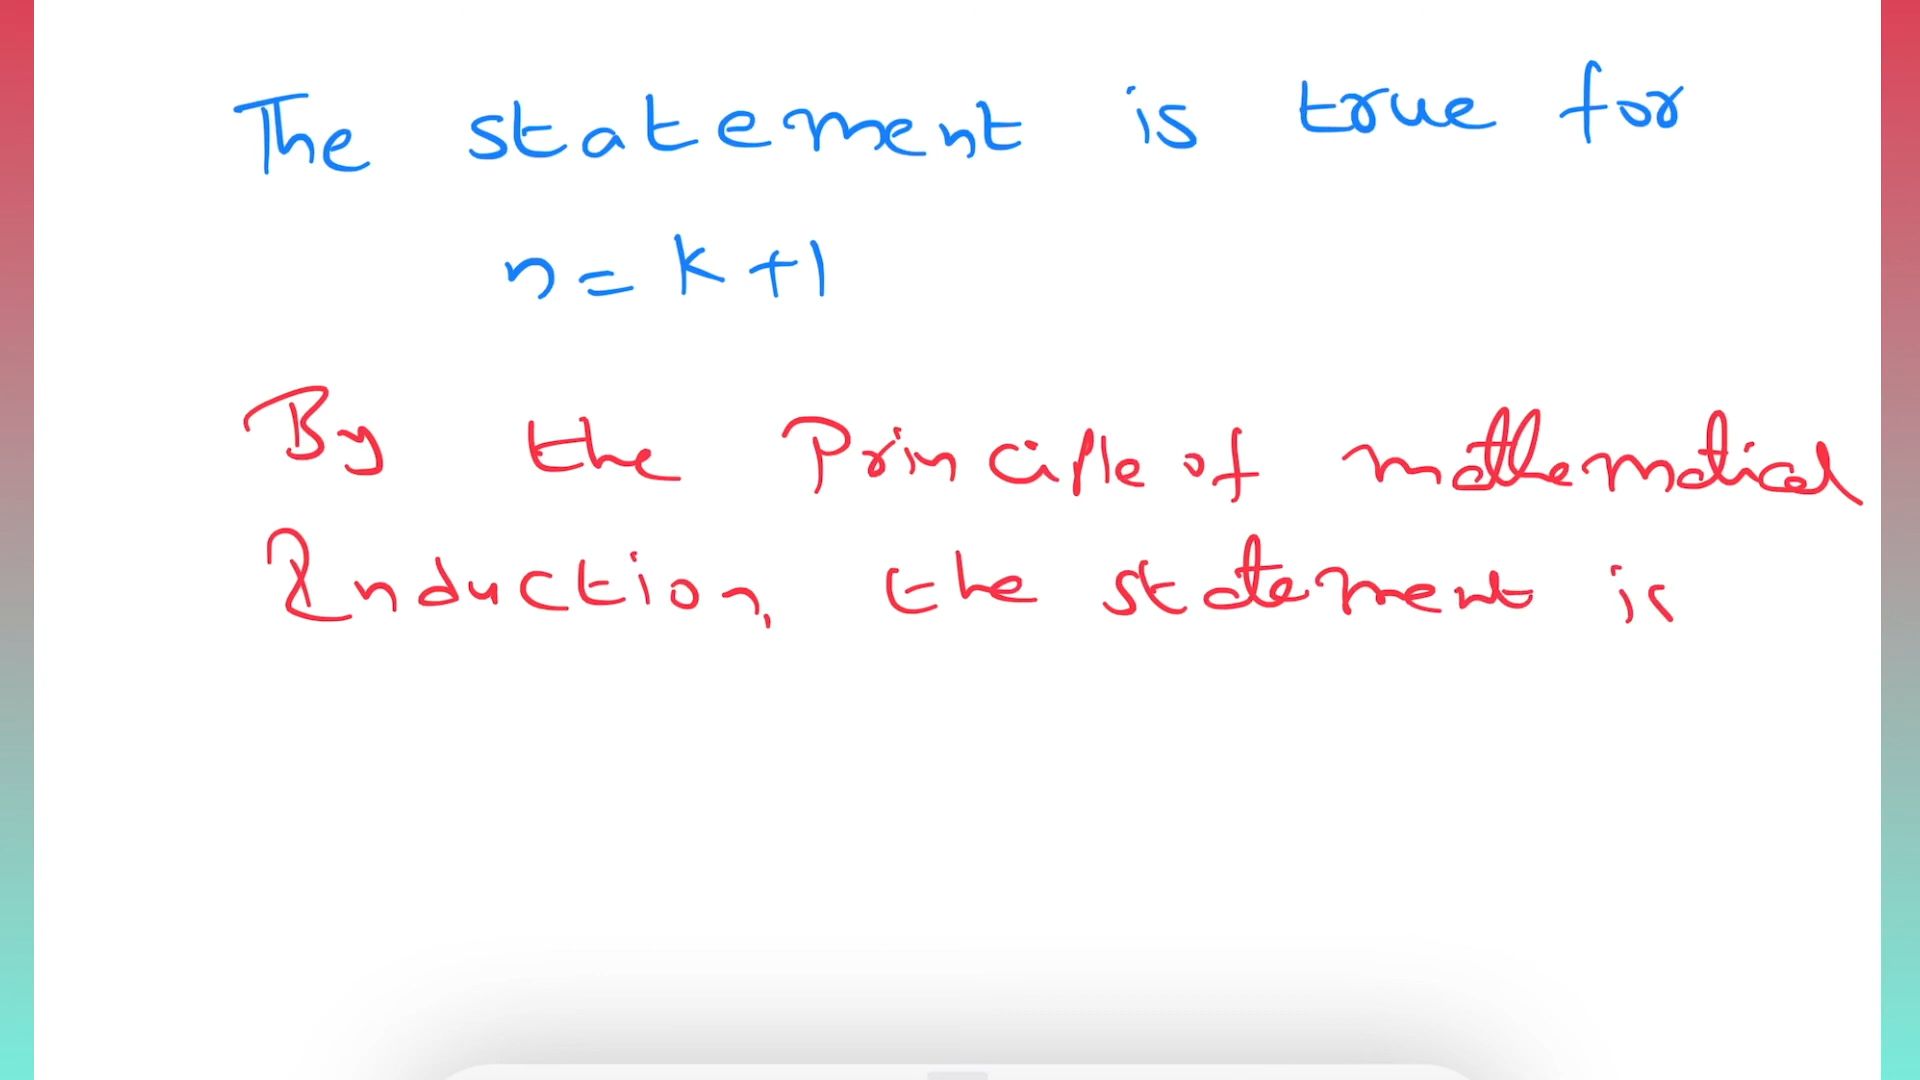 The statement is true for
n = k + 1
By the Principle of mathematical
Induction, the statement is